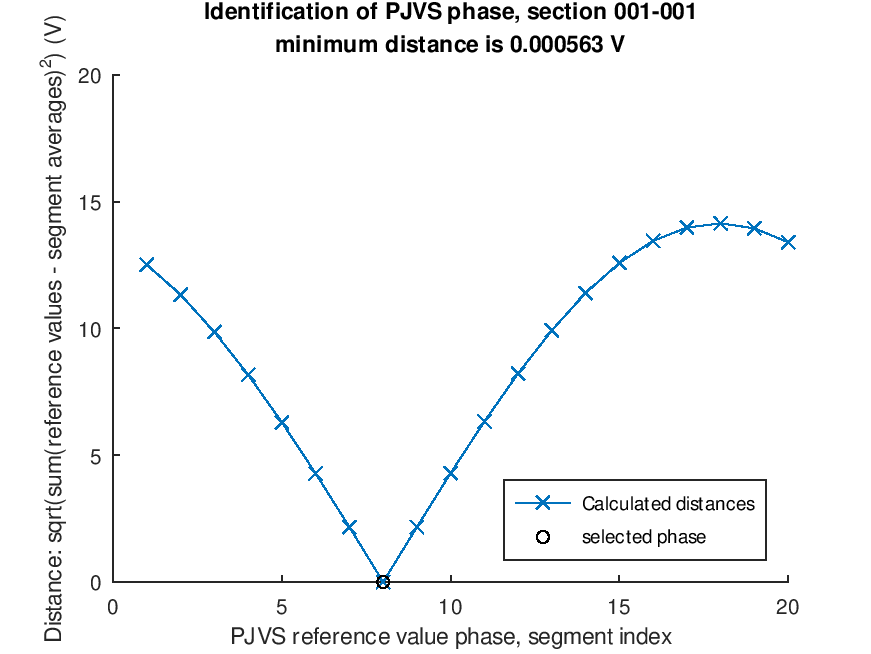 Identification of PJVS phase, section 001-001
minimum distance is 0.000563 V
Distance: sqrt(sum(reference values - segment averages)²) (V)
20
15
10
5
0
0
5
10
15
20
PJVS reference value phase, segment index
Calculated distances
selected phase